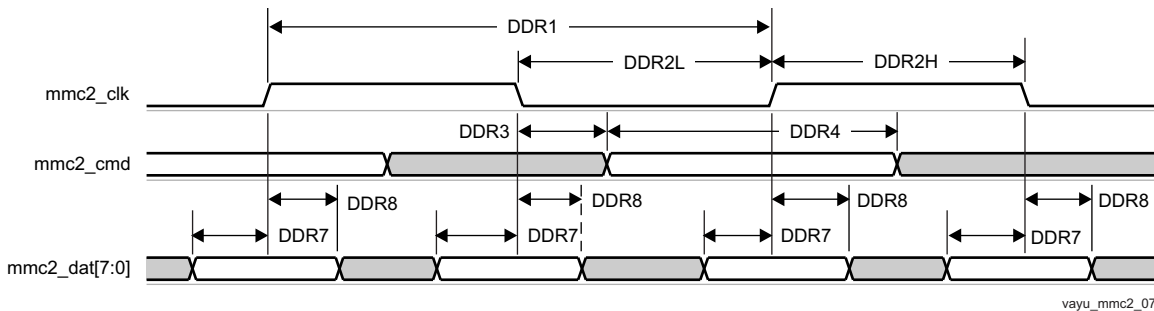 DDR1
DDR2L DDR2H
mmc2_clk
DDR3 DDR4
mmc2_cmd
DDR8 DDR8 DDR8 DDR8
DDR7 DDR7 DDR7 DDR7
mmc2_dat[7:0]
vayu_mmc2_07